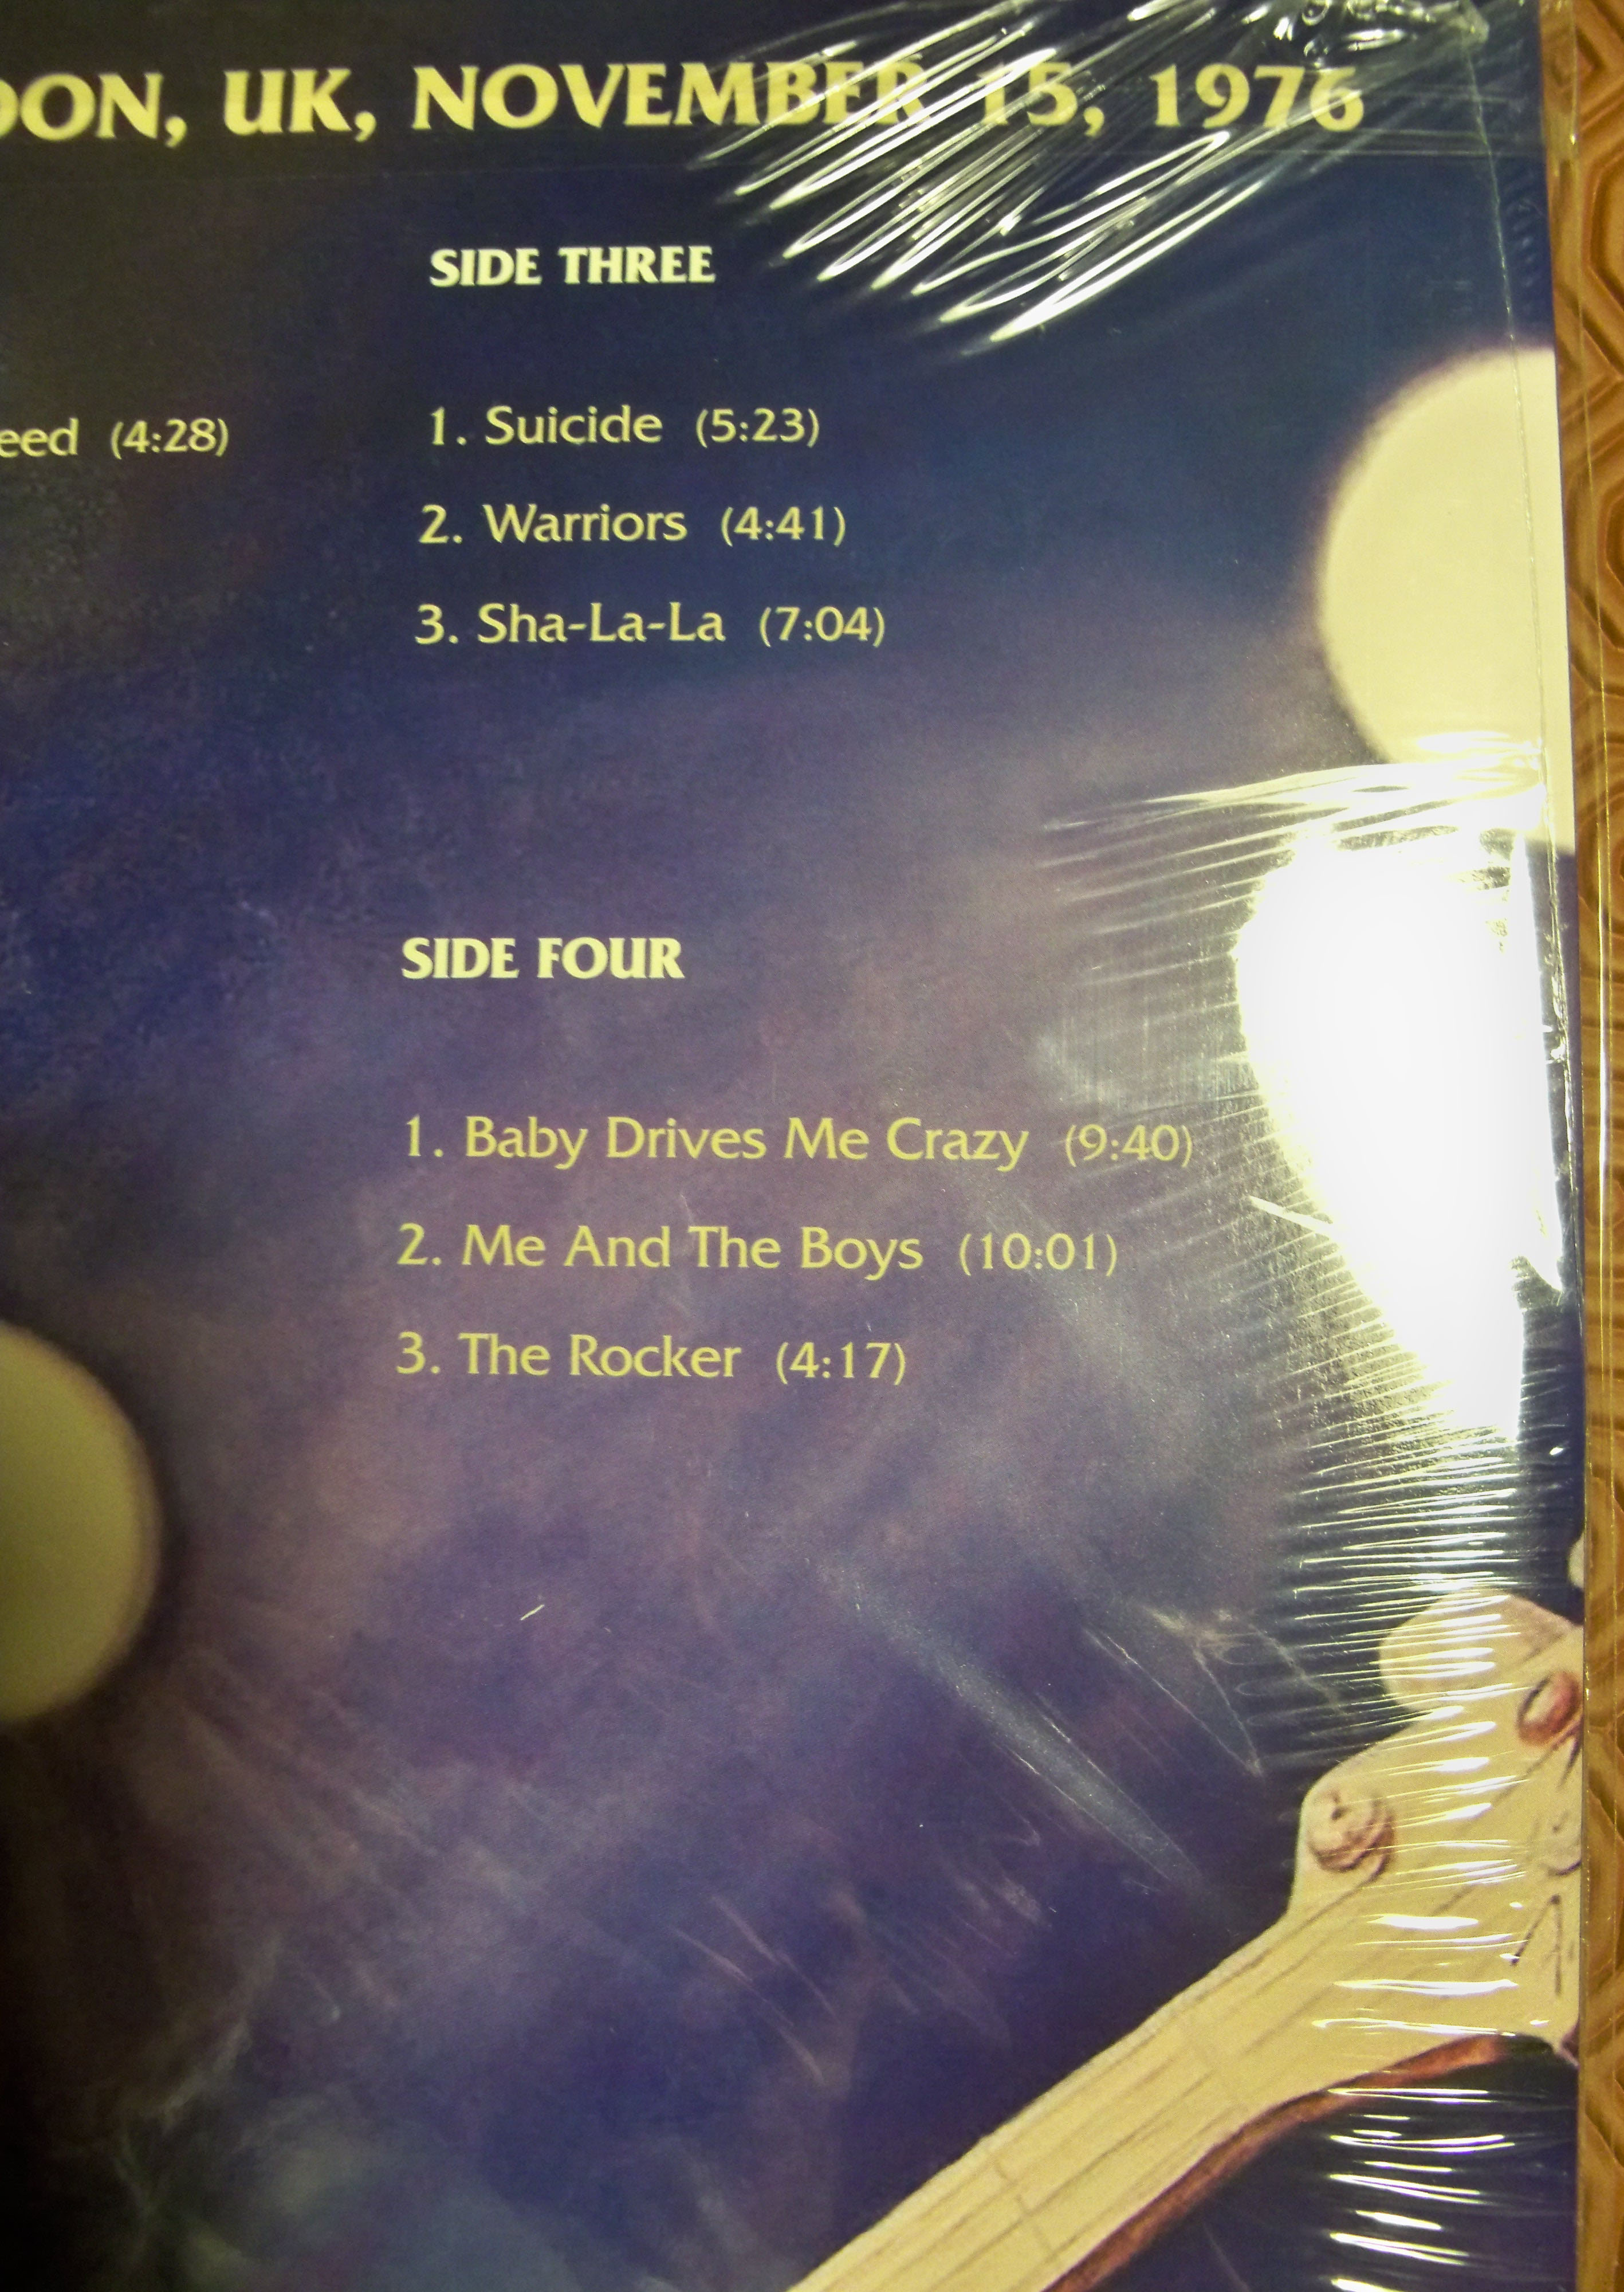 DON, UK, NOVEMBER 15, 1976
eed (4:28)
SIDE THREE
1. Suicide (5:23)
2. Warriors (4:41)
3. Sha-La-La (7:04)
SIDE FOUR
1. Baby Drives Me Crazy (9:40)
2. Me And The Boys (10:01)
3. The Rocker (4:17)